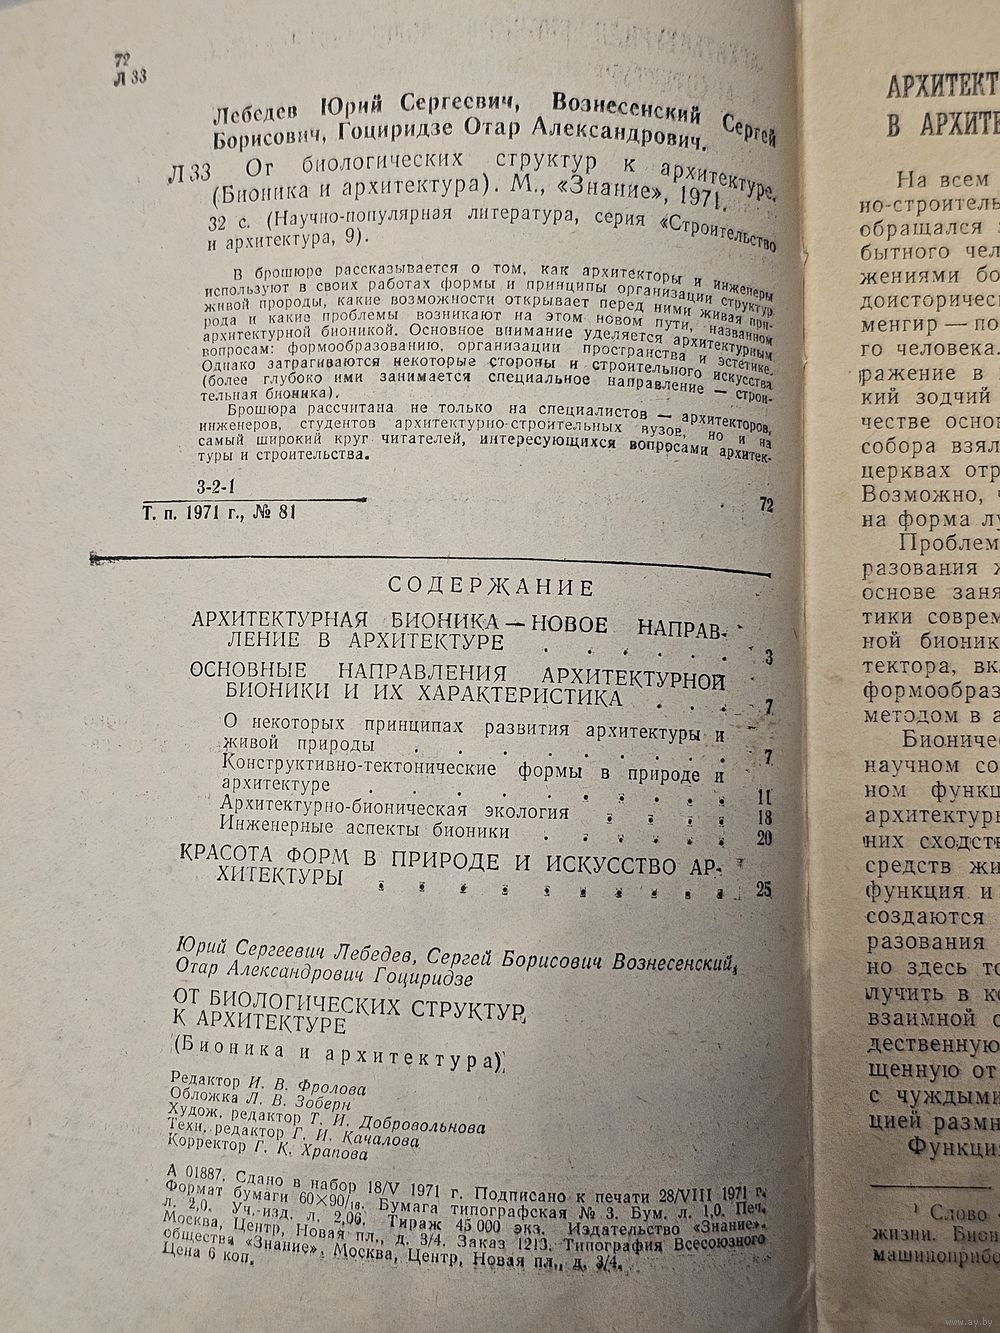 72
Л 33
Лебедев Юрий Сергеевич, Вознесенский Сергей
Борисович, Гоциридзе Отар Александрович.
Л33 От биологических структур к архитектуре.
(Бионика и архитектура). М., «Знание», 1971.
32 с. (Научно-популярная литература, серия «Строительство
и архитектура, 9).
В брошюре рассказывается о том, как архитекторы и инженеры
используют в своих работах формы и принципы организации структур
живой природы, какие возможности открывает перед ними живая при-
рода и какие проблемы возникают на этом новом пути, названном
архитектурной бионикой. Основное внимание уделяется архитектурным
вопросам: формообразованию, организации пространства и эстетике.
Однако затрагиваются некоторые стороны и строительного искусства
(более глубоко ими занимается специальное направление — строи-
тельная бионика).
Брошюра рассчитана не только на специалистов — архитекторов,
инженеров, студентов архитектурно-строительных вузов, но и на
самый широкий круг читателей, интересующихся вопросами архитек-
туры и строительства.
3-2-1
Т. п. 1971 г., № 81
72
СОДЕРЖАНИЕ
АРХИТЕКТУРНАЯ БИОНИКА — НОВОЕ НАПРАВ-
ЛЕНИЕ В АРХИТЕКТУРЕ . . . . . . 3
ОСНОВНЫЕ НАПРАВЛЕНИЯ АРХИТЕКТУРНОЙ
БИОНИКИ И ИХ ХАРАКТЕРИСТИКА . . . . 7
О некоторых принципах развития архитектуры и
живой природы . . . . . . . . 7
Конструктивно-тектонические формы в природе и
архитектуре . . . . . . . . . 11
Архитектурно-бионическая экология . . . . 18
Инженерные аспекты бионики . . . . . 20
КРАСОТА ФОРМ В ПРИРОДЕ И ИСКУССТВО АР-
ХИТЕКТУРЫ . . . . . . . . . 25
Юрий Сергеевич Лебедев, Сергей Борисович Вознесенский,
Отар Александрович Гоциридзе
ОТ БИОЛОГИЧЕСКИХ СТРУКТУР
К АРХИТЕКТУРЕ
(Бионика и архитектура)
Редактор И. В. Фролова
Обложка Л. В. Зоберн
Худож. редактор Т. И. Добровольнова
Техн. редактор Г. И. Качалова
Корректор Г. К. Храпова
А 01887. Сдано в набор 18/V 1971 г. Подписано к печати 28/VIII 1971 г.
Формат бумаги 60×90/16. Бумага типографская № 3. Бум. л. 1,0. Печ.
л. 2,0. Уч.-изд. л. 2,06. Тираж 45 000 экз. Издательство «Знание».
Москва, Центр, Новая пл., д. 3/4. Заказ 1213. Типография Всесоюзного
общества «Знание». Москва, Центр, Новая пл., д. 3/4.
Цена 6 коп.
АРХИТЕКТ
В АРХИТЕ
На всем
но-строитель
обращался
бытного чел
жениями бо
доисторичес
менгир — по
го человека.
ражение в
кий зодчий
честве осно
собора взял
церквах отр
Возможно,
на форма лу
Проблем
разования
основе заня
тики соврем
ной бионик
тектора, вк
формообраз
методом в а
Биониче
научном со
ном функц
архитектур
них сходст
средств жи
функция и
создаются
разования
но здесь то
лучить в к
взаимной с
дественную
щенную от
с чуждыми
цией размн
Функци
¹ Слово
жизни. Бион
машиноприбо
www.ay.by